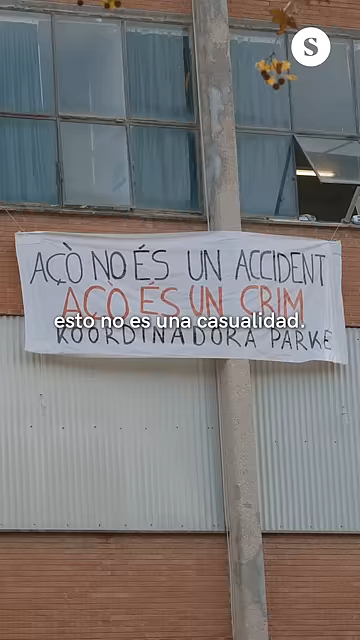 S
AÇÒ NO ÉS UN ACCIDENT
AÇÒ ÉS UN CRIM
esto no es una casualidad.
KOORDINADORA PARKE